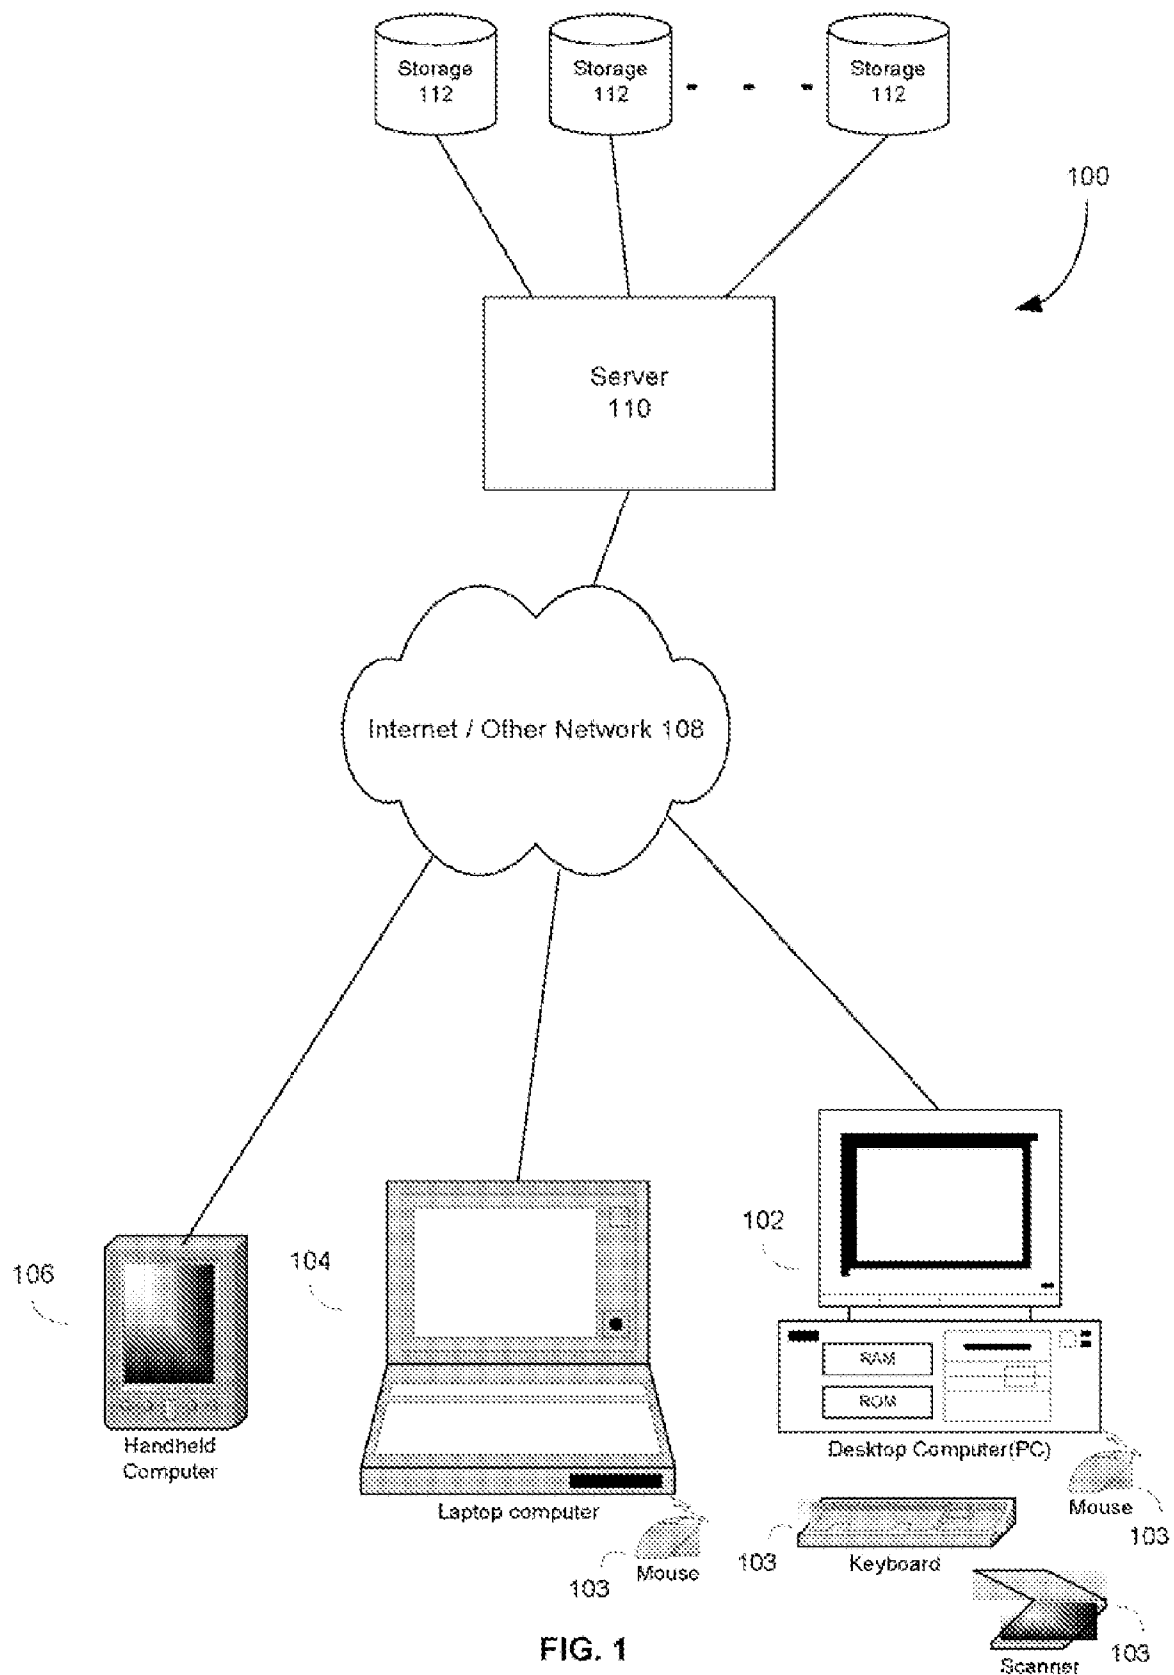 Storage
112
Storage
112
Storage
112
100
Server
110
Internet / Other Network 108
102
104
106
RAM
ROM
Handheld
Computer
Desktop Computer(PC)
Laptop computer
Mouse
103
Keyboard
103
Mouse
103
Scanner
103
FIG. 1